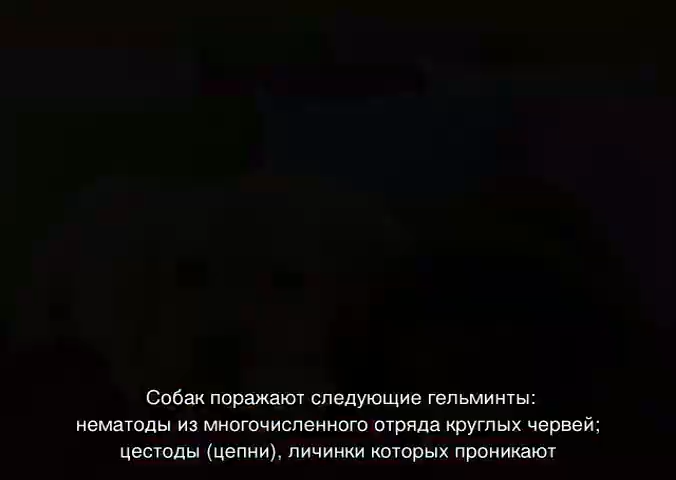 Собак поражают следующие гельминты:
нематоды из многочисленного отряда круглых червей;
цестоды (цепни), личинки которых проникают